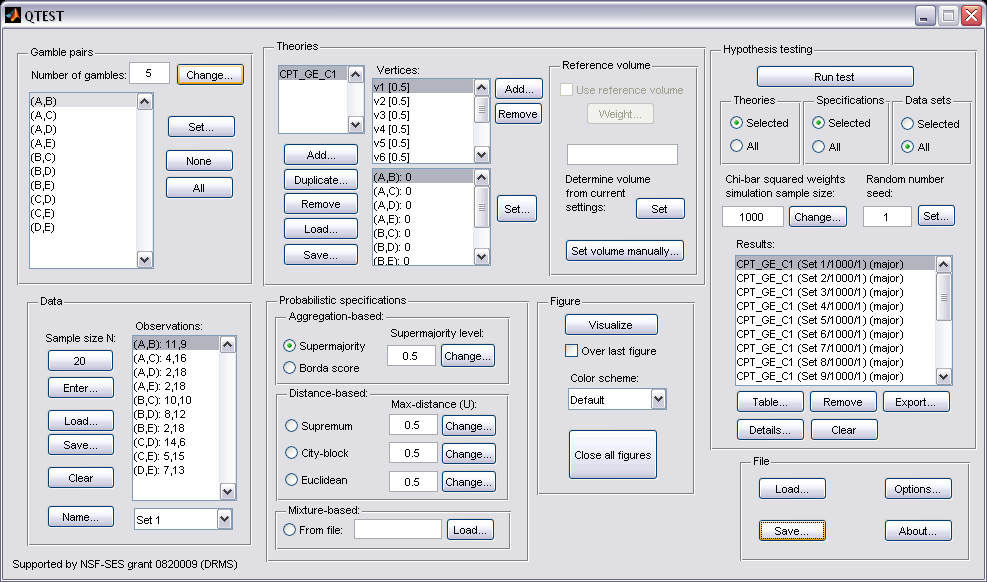 QTEST
Gamble pairs
Number of gambles: 5 Change...
(A,B)
(A,C)
(A,D)
(A,E)
(B,C)
(B,D)
(B,E)
(C,D)
(C,E)
(D,E)
Set...
None
All
Theories
CPT_GE_C1
Add...
Duplicate...
Remove
Load...
Save...
Vertices:
v1 [0.5]
v2 [0.5]
v3 [0.5]
v4 [0.5]
v5 [0.5]
v6 [0.5]
Add...
Remove
(A,B): 0
(A,C): 0
(A,D): 0
(A,E): 0
(B,C): 0
(B,D): 0
(B,E): 0
Set...
Reference volume
Use reference volume
Weight...
Determine volume
from current
settings:
Set
Set volume manually...
Hypothesis testing
Run test
Theories
Selected
All
Specifications
Selected
All
Data sets
Selected
All
Chi-bar squared weights
simulation sample size:
1000 Change...
Random number
seed:
1 Set...
Results:
CPT_GE_C1 (Set 1/1000/1) (major)
CPT_GE_C1 (Set 2/1000/1) (major)
CPT_GE_C1 (Set 3/1000/1) (major)
CPT_GE_C1 (Set 4/1000/1) (major)
CPT_GE_C1 (Set 5/1000/1) (major)
CPT_GE_C1 (Set 6/1000/1) (major)
CPT_GE_C1 (Set 7/1000/1) (major)
CPT_GE_C1 (Set 8/1000/1) (major)
CPT_GE_C1 (Set 9/1000/1) (major)
Table... Remove Export...
Details... Clear
Data
Sample size N:
20
Enter...
Load...
Save...
Clear
Name...
Observations:
(A,B): 11,9
(A,C): 4,16
(A,D): 2,18
(A,E): 2,18
(B,C): 10,10
(B,D): 8,12
(B,E): 2,18
(C,D): 14,6
(C,E): 5,15
(D,E): 7,13
Set 1
Probabilistic specifications
Aggregation-based:
Supermajority
Borda score
Supermajority level:
0.5 Change...
Distance-based:
Max-distance (U):
Supremum 0.5 Change...
City-block 0.5 Change...
Euclidean 0.5 Change...
Mixture-based:
From file: Load...
Figure
Visualize
Over last figure
Color scheme:
Default
Close all figures
File
Load... Options...
Save... About...
Supported by NSF-SES grant 0820009 (DRMS)